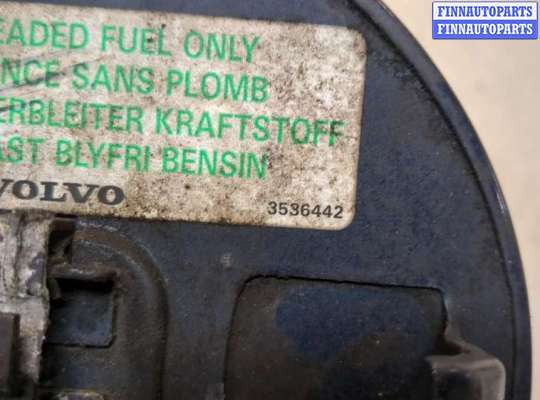 EADED FUEL ONLY
NCE SANS PLOMB
ERBLEITER KRAFTSTOFF
AST BLYFRI BENSIN
VOLVO
3536442
FINNAUTOPARTS
FINNAUTOPARTS